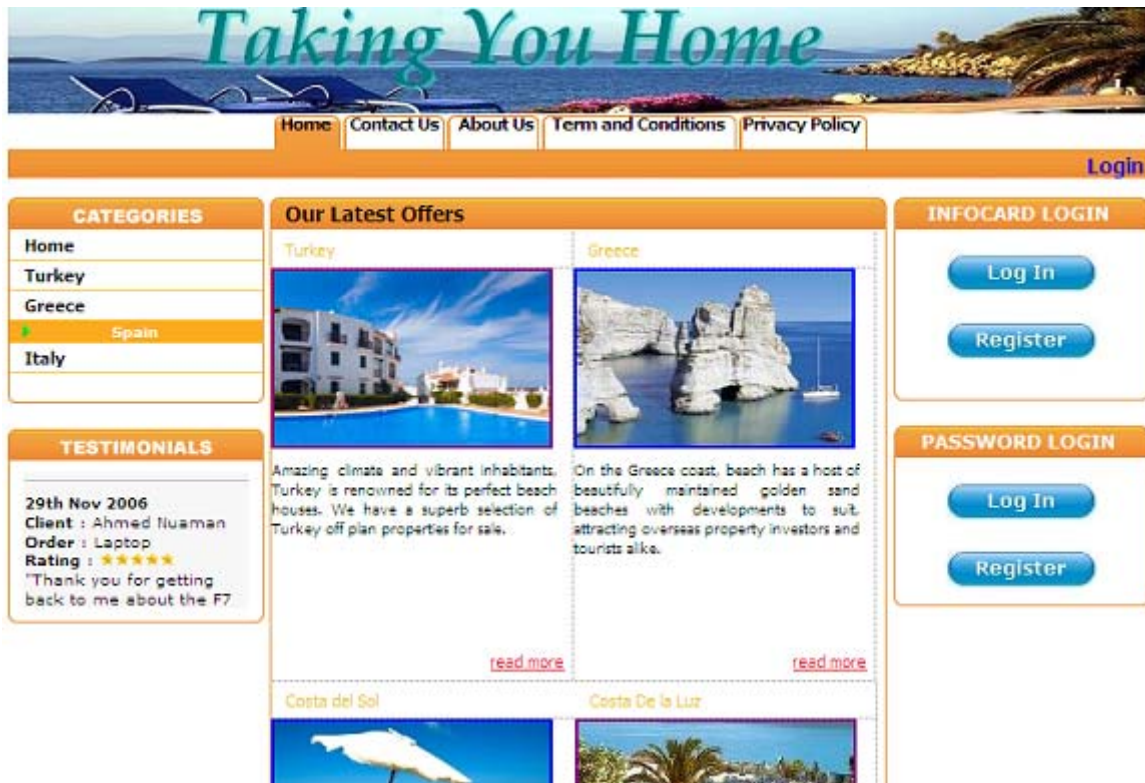 Taking You Home
Home
Contact Us
About Us
Term and Conditions
Privacy Policy
Login
CATEGORIES
Home
Turkey
Greece
Spain
Italy
TESTIMONIALS
29th Nov 2006
Client : Ahmed Nuaman
Order : Laptop
Rating : ★★★★★
"Thank you for getting
back to me about the F7
Our Latest Offers
Turkey
Amazing climate and vibrant inhabitants,
Turkey is renowned for its perfect beach
houses. We have a superb selection of
Turkey off plan properties for sale.
read more
Greece
On the Greece coast, beach has a host of
beautifully maintained golden sand
beaches with developments to suit,
attracting overseas property investors and
tourists alike.
read more
Costa del Sol
Costa De la Luz
INFOCARD LOGIN
Log In
Register
PASSWORD LOGIN
Log In
Register